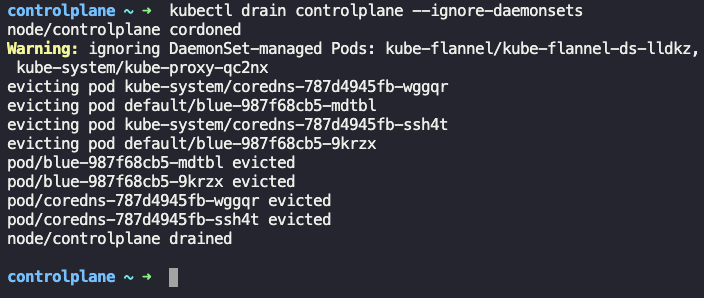 controlplane ~ ➜  kubectl drain controlplane --ignore-daemonsets
node/controlplane cordoned
Warning: ignoring DaemonSet-managed Pods: kube-flannel/kube-flannel-ds-lldkz,
 kube-system/kube-proxy-qc2nx
evicting pod kube-system/coredns-787d4945fb-wggqr
evicting pod default/blue-987f68cb5-mdtbl
evicting pod kube-system/coredns-787d4945fb-ssh4t
evicting pod default/blue-987f68cb5-9krzx
pod/blue-987f68cb5-mdtbl evicted
pod/blue-987f68cb5-9krzx evicted
pod/coredns-787d4945fb-wggqr evicted
pod/coredns-787d4945fb-ssh4t evicted
node/controlplane drained
controlplane ~ ➜